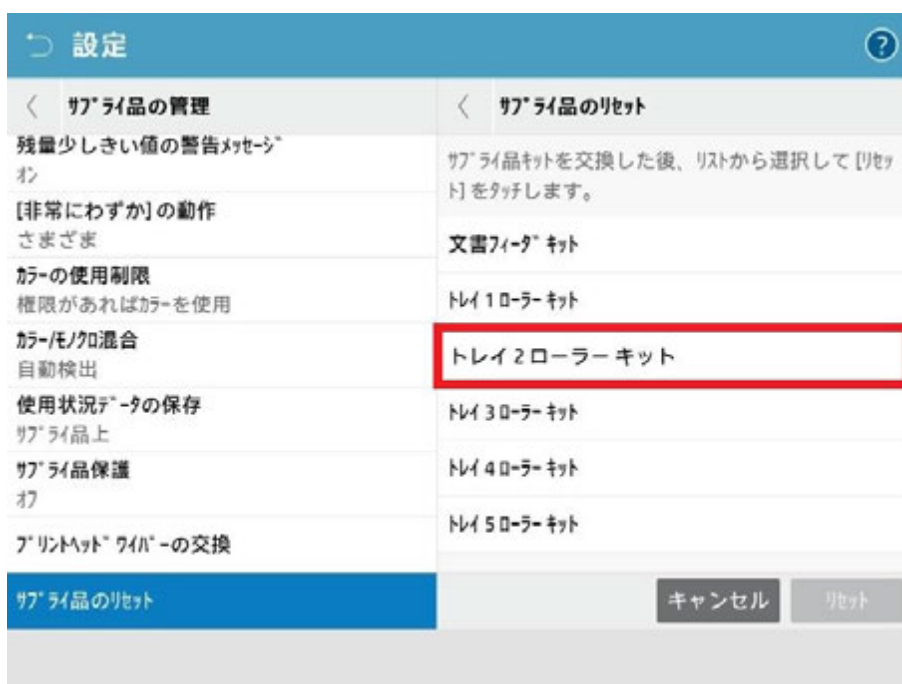 設定
?
サプライ品の管理
残量少しきい値の警告メッセージ
オン
[非常にわずか] の動作
さまざま
カラーの使用制限
権限があればカラーを使用
カラー/モノクロ混合
自動検出
使用状況データの保存
サプライ品上
サプライ品保護
オフ
プリントヘッド ワイパーの交換
サプライ品のリセット
サプライ品のリセット
サプライ品キットを交換した後、リストから選択して [リセッ
ト] をタッチします。
文書フィーダ キット
トレイ 1 ローラー キット
トレイ 2 ローラー キット
トレイ 3 ローラー キット
トレイ 4 ローラー キット
トレイ 5 ローラー キット
キャンセル
リセット